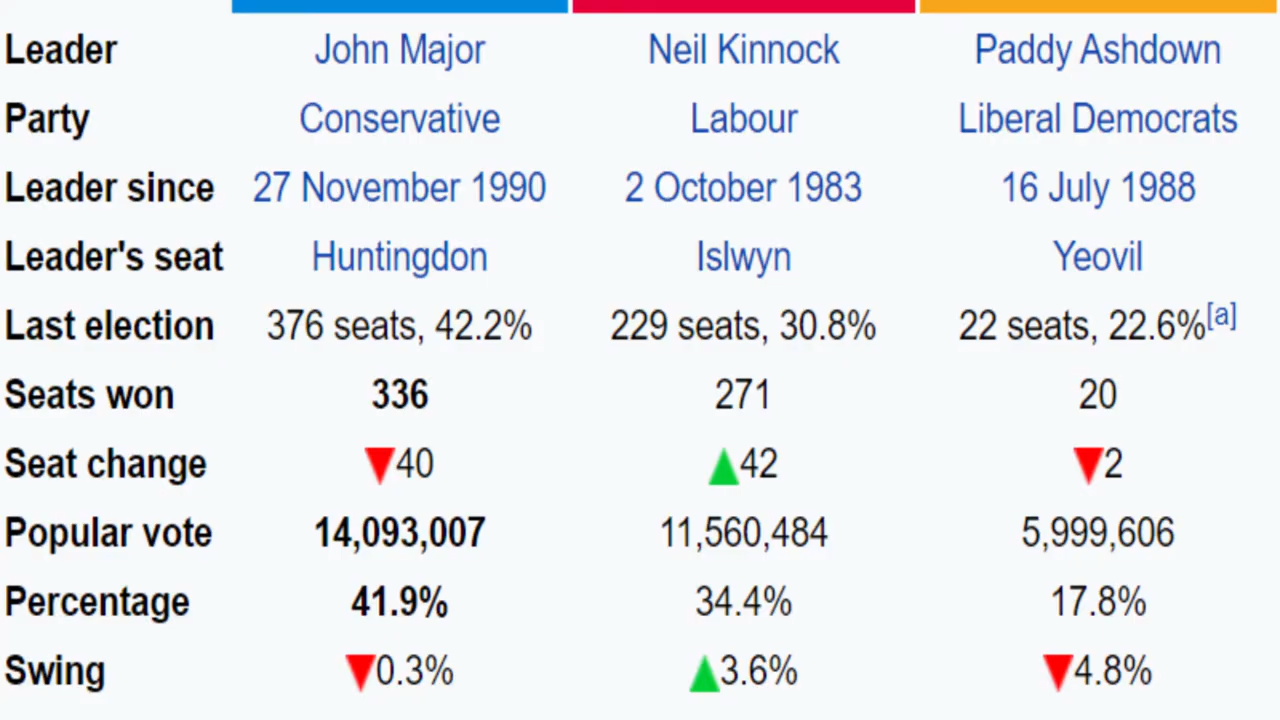 Leader John Major Neil Kinnock Paddy Ashdown
Party Conservative Labour Liberal Democrats
Leader since 27 November 1990 2 October 1983 16 July 1988
Leader's seat Huntingdon Islwyn Yeovil
Last election 376 seats, 42.2% 229 seats, 30.8% 22 seats, 22.6%[a]
Seats won 336 271 20
Seat change ▼40 ▲42 ▼2
Popular vote 14,093,007 11,560,484 5,999,606
Percentage 41.9% 34.4% 17.8%
Swing ▼0.3% ▲3.6% ▼4.8%